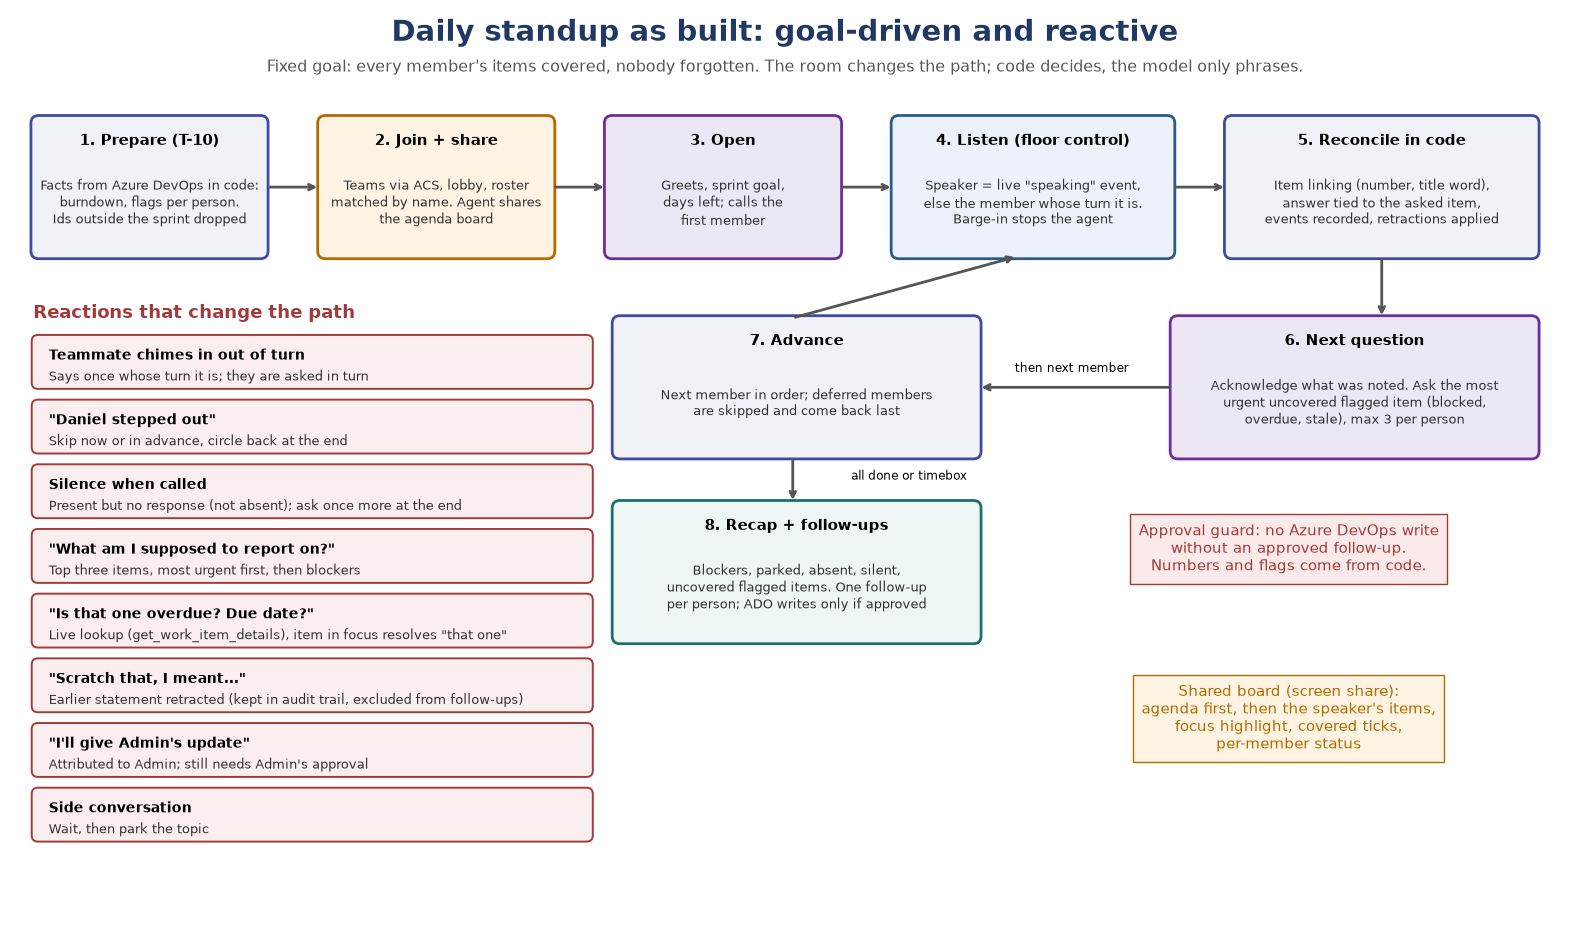 Daily standup as built: goal-driven and reactive
Fixed goal: every member's items covered, nobody forgotten. The room changes the path; code decides, the model only phrases.
1. Prepare (T-10)
Facts from Azure DevOps in code:
burndown, flags per person.
Ids outside the sprint dropped
2. Join + share
Teams via ACS, lobby, roster
matched by name. Agent shares
the agenda board
3. Open
Greets, sprint goal,
days left; calls the
first member
4. Listen (floor control)
Speaker = live "speaking" event,
else the member whose turn it is.
Barge-in stops the agent
5. Reconcile in code
Item linking (number, title word),
answer tied to the asked item,
events recorded, retractions applied
6. Next question
Acknowledge what was noted. Ask the most
urgent uncovered flagged item (blocked,
overdue, stale), max 3 per person
then next member
7. Advance
Next member in order; deferred members
are skipped and come back last
all done or timebox
8. Recap + follow-ups
Blockers, parked, absent, silent,
uncovered flagged items. One follow-up
per person; ADO writes only if approved
Reactions that change the path
Teammate chimes in out of turn
Says once whose turn it is; they are asked in turn
"Daniel stepped out"
Skip now or in advance, circle back at the end
Silence when called
Present but no response (not absent); ask once more at the end
"What am I supposed to report on?"
Top three items, most urgent first, then blockers
"Is that one overdue? Due date?"
Live lookup (get_work_item_details), item in focus resolves "that one"
"Scratch that, I meant..."
Earlier statement retracted (kept in audit trail, excluded from follow-ups)
"I'll give Admin's update"
Attributed to Admin; still needs Admin's approval
Side conversation
Wait, then park the topic
Approval guard: no Azure DevOps write
without an approved follow-up.
Numbers and flags come from code.
Shared board (screen share):
agenda first, then the speaker's items,
focus highlight, covered ticks,
per-member status